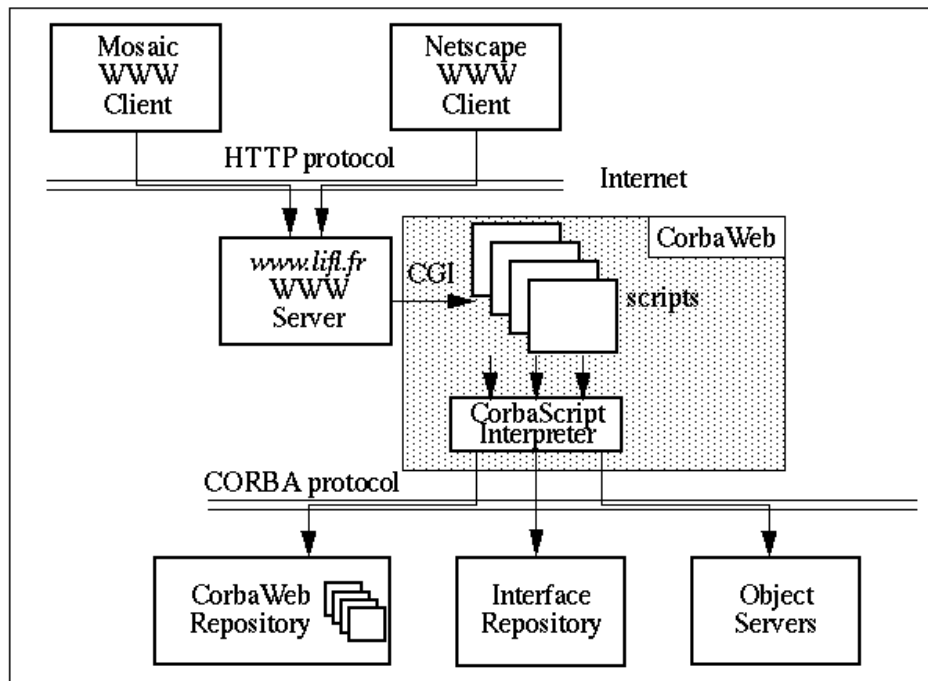 Mosaic
WWW
Client
Netscape
WWW
Client
HTTP protocol
Internet
www.lifl.fr
WWW
Server
CGI
CorbaWeb
scripts
CorbaScript
Interpreter
CORBA protocol
CorbaWeb
Repository
Interface
Repository
Object
Servers